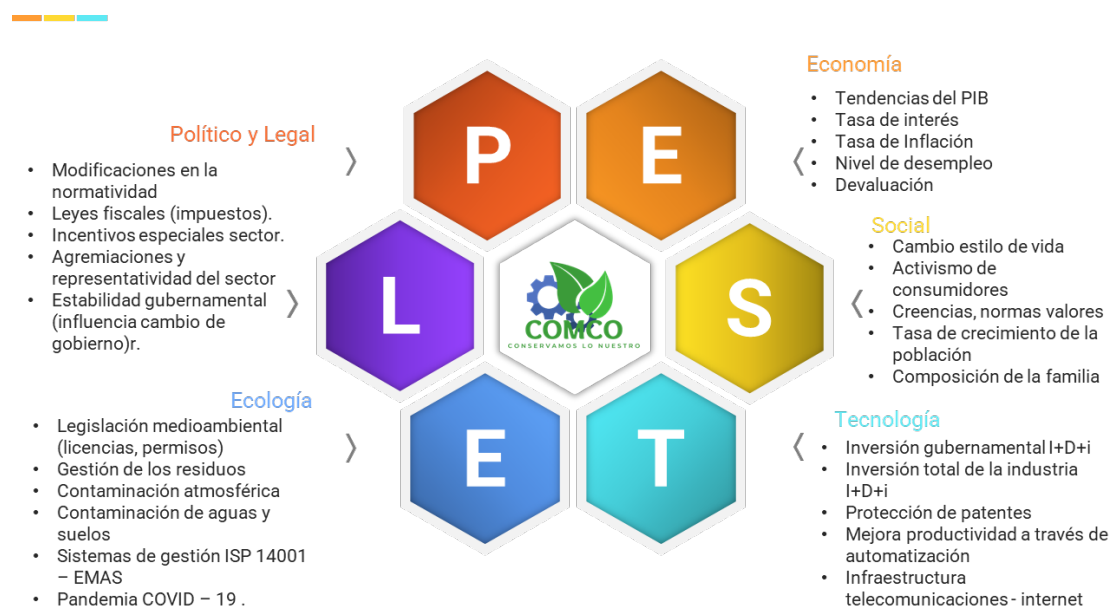 Político y Legal
• Modificaciones en la
normatividad
• Leyes fiscales (impuestos).
• Incentivos especiales sector.
• Agremiaciones y
representatividad del sector
• Estabilidad gubernamental
(influencia cambio de
gobierno)r.
Ecología
• Legislación medioambiental
(licencias, permisos)
• Gestión de los residuos
• Contaminación atmosférica
• Contaminación de aguas y
suelos
• Sistemas de gestión ISP 14001
– EMAS
• Pandemia COVID – 19 .
P
E
L
COMCO
CONSERVAMOS LO NUESTRO
S
E
T
Economía
• Tendencias del PIB
• Tasa de interés
• Tasa de Inflación
• Nivel de desempleo
• Devaluación
Social
• Cambio estilo de vida
• Activismo de
consumidores
• Creencias, normas valores
• Tasa de crecimiento de la
población
• Composición de la familia
Tecnología
• Inversión gubernamental I+D+i
• Inversión total de la industria
I+D+i
• Protección de patentes
• Mejora productividad a través de
automatización
• Infraestructura
telecomunicaciones - internet